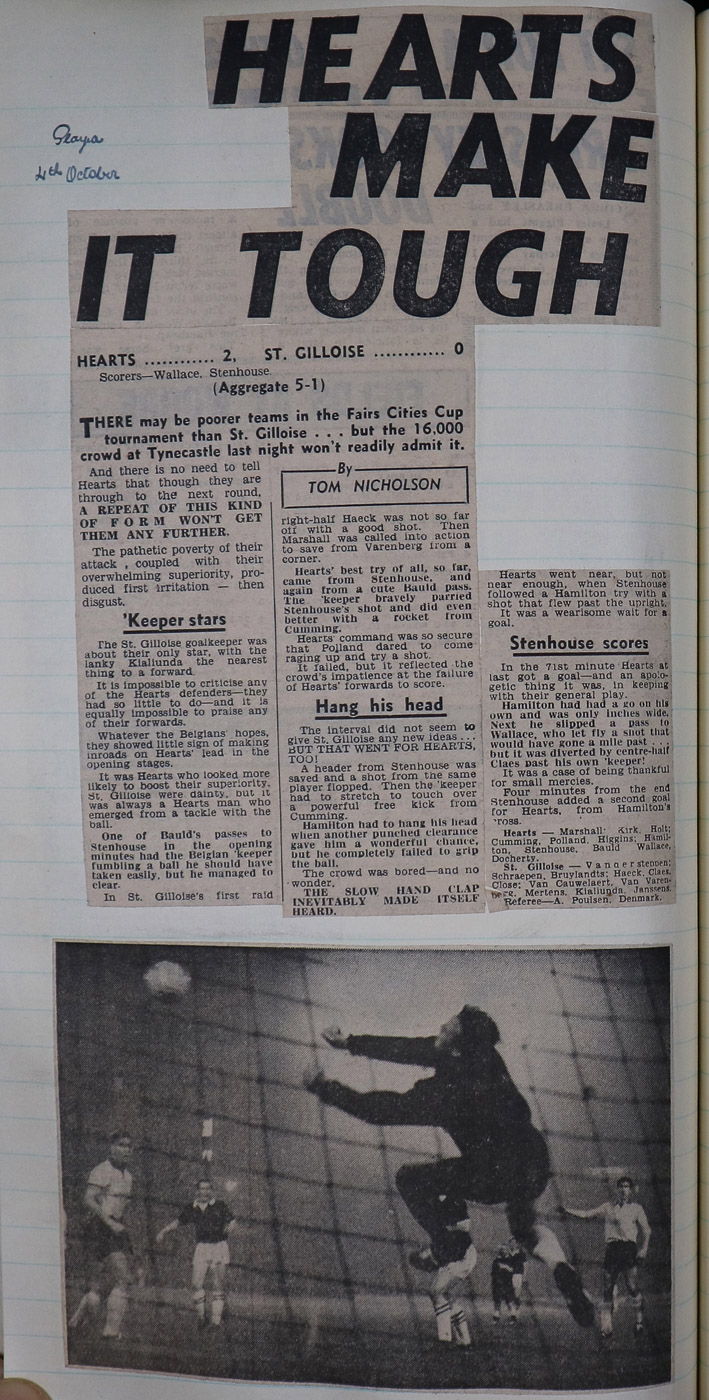 HEARTS
MAKE
IT TOUGH
4th October
HEARTS ............ 2, ST. GILLOISE ............ 0
Scorers—Wallace, Stenhouse.
(Aggregate 5-1)
THERE may be poorer teams in the Fairs Cities Cup
tournament than St. Gilloise . . . but the 16,000
crowd at Tynecastle last night won't readily admit it.
And there is no need to tell
Hearts that though they are
through to the next round,
A REPEAT OF THIS KIND
OF FORM WON'T GET
THEM ANY FURTHER.
The pathetic poverty of their
attack , coupled with their
overwhelming superiority, pro-
duced first irritation — then
disgust.
'Keeper stars
The St. Gilloise goalkeeper was
about their only star, with the
lanky Kialunda the nearest
thing to a forward.
It is impossible to criticise any
of the Hearts defenders—they
had so little to do—and it is
equally impossible to praise any
of their forwards.
Whatever the Belgians' hopes,
they showed little sign of making
inroads on Hearts' lead in the
opening stages.
It was Hearts who looked more
likely to boost their superiority.
St. Gilloise were dainty, but it
was always a Hearts man who
emerged from a tackle with the
ball.
One of Bauld's passes to
Stenhouse in the opening
minutes had the Belgian 'keeper
fumbling a ball he should have
taken easily, but he managed to
clear.
In St. Gilloise's first raid
By
TOM NICHOLSON
right-half Haeck was not so far
off with a good shot. Then
Marshall was called into action
to save from Varenberg from a
corner.
Hearts' best try of all, so far,
came from Stenhouse, and
again from a cute Bauld pass.
The 'keeper bravely parried
Stenhouse's shot and did even
better with a rocket from
Cumming.
Hearts command was so secure
that Polland dared to come
raging up and try a shot.
It failed, but it reflected the
crowd's impatience at the failure
of Hearts' forwards to score.
Hang his head
The interval did not seem to
give St. Gilloise any new ideas . . .
BUT THAT WENT FOR HEARTS,
TOO!
A header from Stenhouse was
saved and a shot from the same
player flopped. Then the 'keeper
had to stretch to touch over
a powerful free kick from
Cumming.
Hamilton had to hang his head
when another punched clearance
gave him a wonderful chance,
but he completely failed to grip
the ball.
The crowd was bored—and no
wonder.
THE SLOW HAND CLAP
INEVITABLY MADE ITSELF
HEARD.
Hearts went near, but not
near enough, when Stenhouse
followed a Hamilton try with a
shot that flew past the upright.
It was a wearisome wait for a
goal.
Stenhouse scores
In the 71st minute Hearts at
last got a goal—and an apolo-
getic thing it was, in keeping
with their general play.
Hamilton had had a go on his
own and was only inches wide.
Next he slipped a pass to
Wallace, who let fly a shot that
would have gone a mile past . . .
but it was diverted by centre-half
Claes past his own 'keeper!
It was a case of being thankful
for small mercies.
Four minutes from the end
Stenhouse added a second goal
for Hearts, from Hamilton's
cross.
Hearts — Marshall; Kirk, Holt;
Cumming, Polland, Higgins; Hamil-
ton, Stenhouse, Bauld Wallace,
Docherty.
St. Gilloise — Vanderstepen;
Schraepen, Bruylandts; Haeck, Claes,
Close; Van Cauwelaert, Van Varen-
berg, Mertens, Kialunda, Janssens.
Referee—A. Poulsen, Denmark.